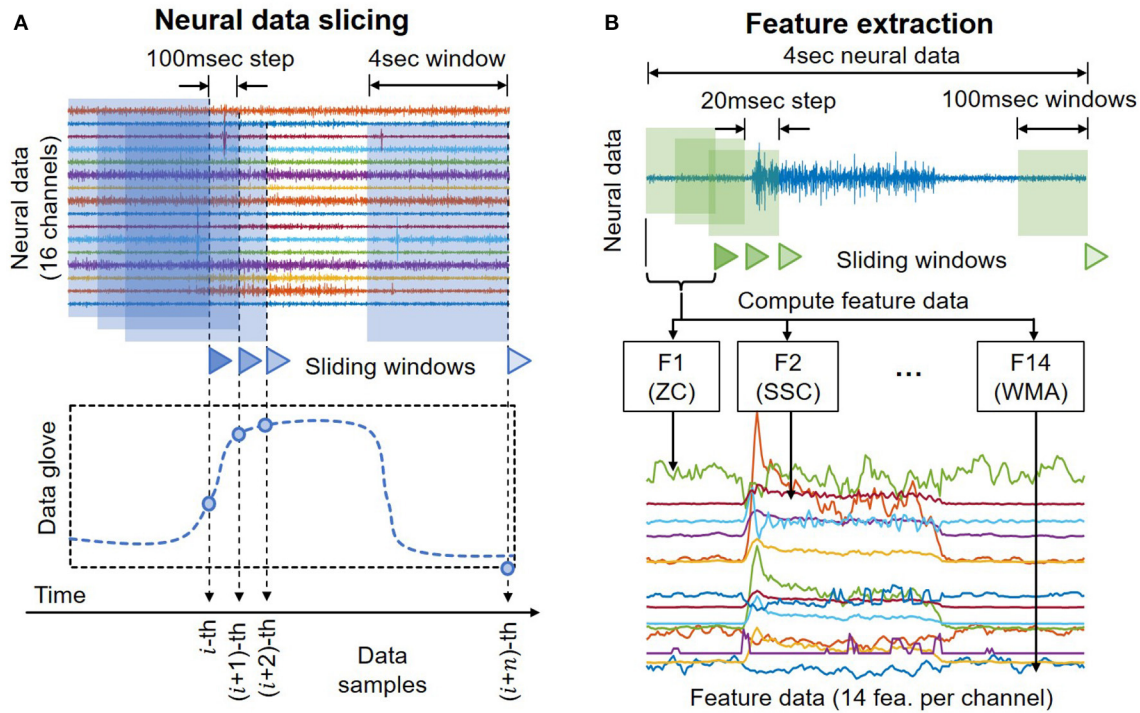 A
Neural data slicing
100msec step
4sec window
Neural data
(16 channels)
Sliding windows
Data glove
Time
i-th
(i+1)-th
(i+2)-th
Data
samples
(i+n)-th
B
Feature extraction
4sec neural data
20msec step
100msec windows
Neural data
Sliding windows
Compute feature data
F1
(ZC)
F2
(SSC)
...
F14
(WMA)
Feature data (14 fea. per channel)